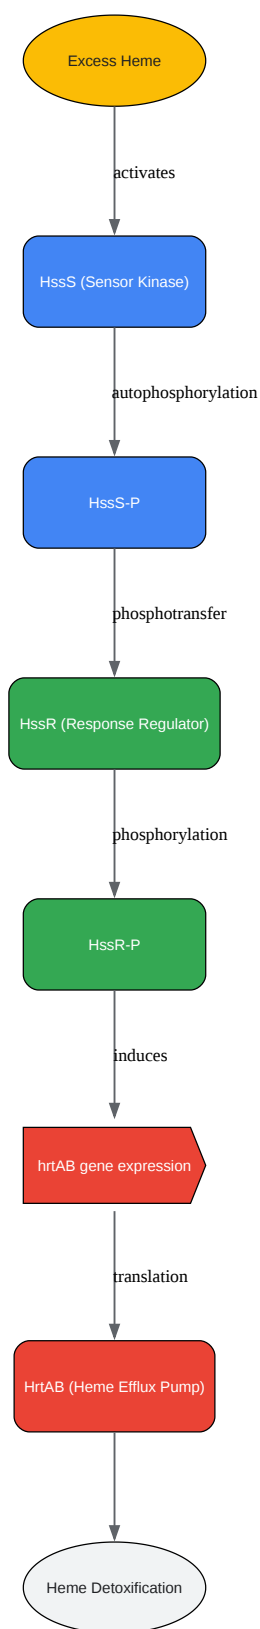 Excess Heme
activates
HssS (Sensor Kinase)
autophosphorylation
HssS-P
phosphotransfer
HssR (Response Regulator)
phosphorylation
HssR-P
induces
hrtAB gene expression
translation
HrtAB (Heme Efflux Pump)
Heme Detoxification